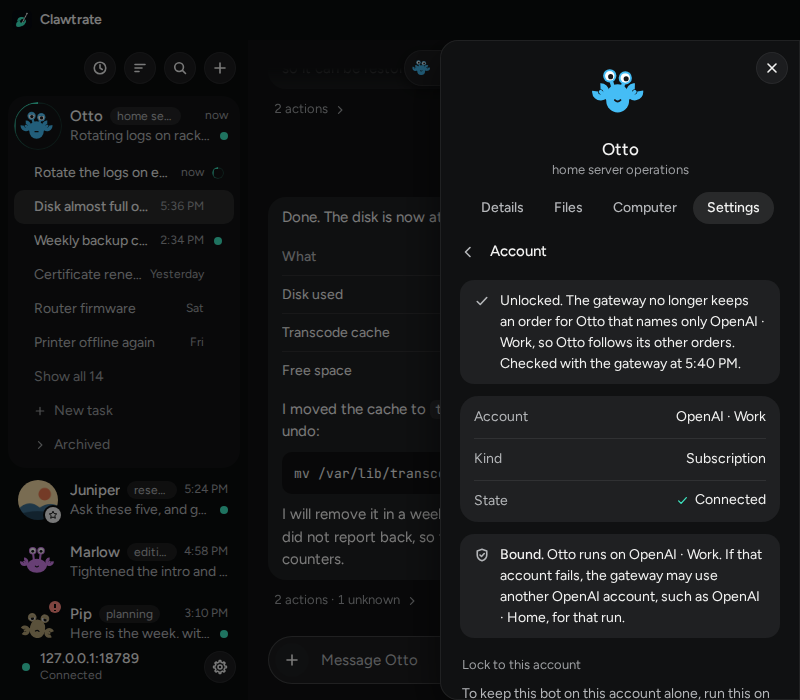 Clawtrate
Otto home se... now
Rotating logs on rack...
Rotate the logs on e... now
Disk almost full o... 5:36 PM
Weekly backup c... 2:34 PM
Certificate rene... Yesterday
Router firmware Sat
Printer offline again Fri
Show all 14
New task
Archived
Juniper rese... 5:24 PM
Ask these five, and g...
Marlow editi... 4:58 PM
Tightened the intro and ...
Pip planning 3:10 PM
Here is the week. wit...
127.0.0.1:18789
Connected
2 actions
Done. The disk is now at
What
Disk used
Transcode cache
Free space
I moved the cache to
undo:
mv /var/lib/transc
I will remove it in a wee
did not report back, so
counters.
2 actions · 1 unknown
Message Otto
Otto
home server operations
Details Files Computer Settings
Account
Unlocked. The gateway no longer keeps
an order for Otto that names only OpenAI ·
Work, so Otto follows its other orders.
Checked with the gateway at 5:40 PM.
Account OpenAI · Work
Kind Subscription
State Connected
Bound. Otto runs on OpenAI · Work. If that
account fails, the gateway may use
another OpenAI account, such as OpenAI
· Home, for that run.
Lock to this account
To keep this bot on this account alone, run this on